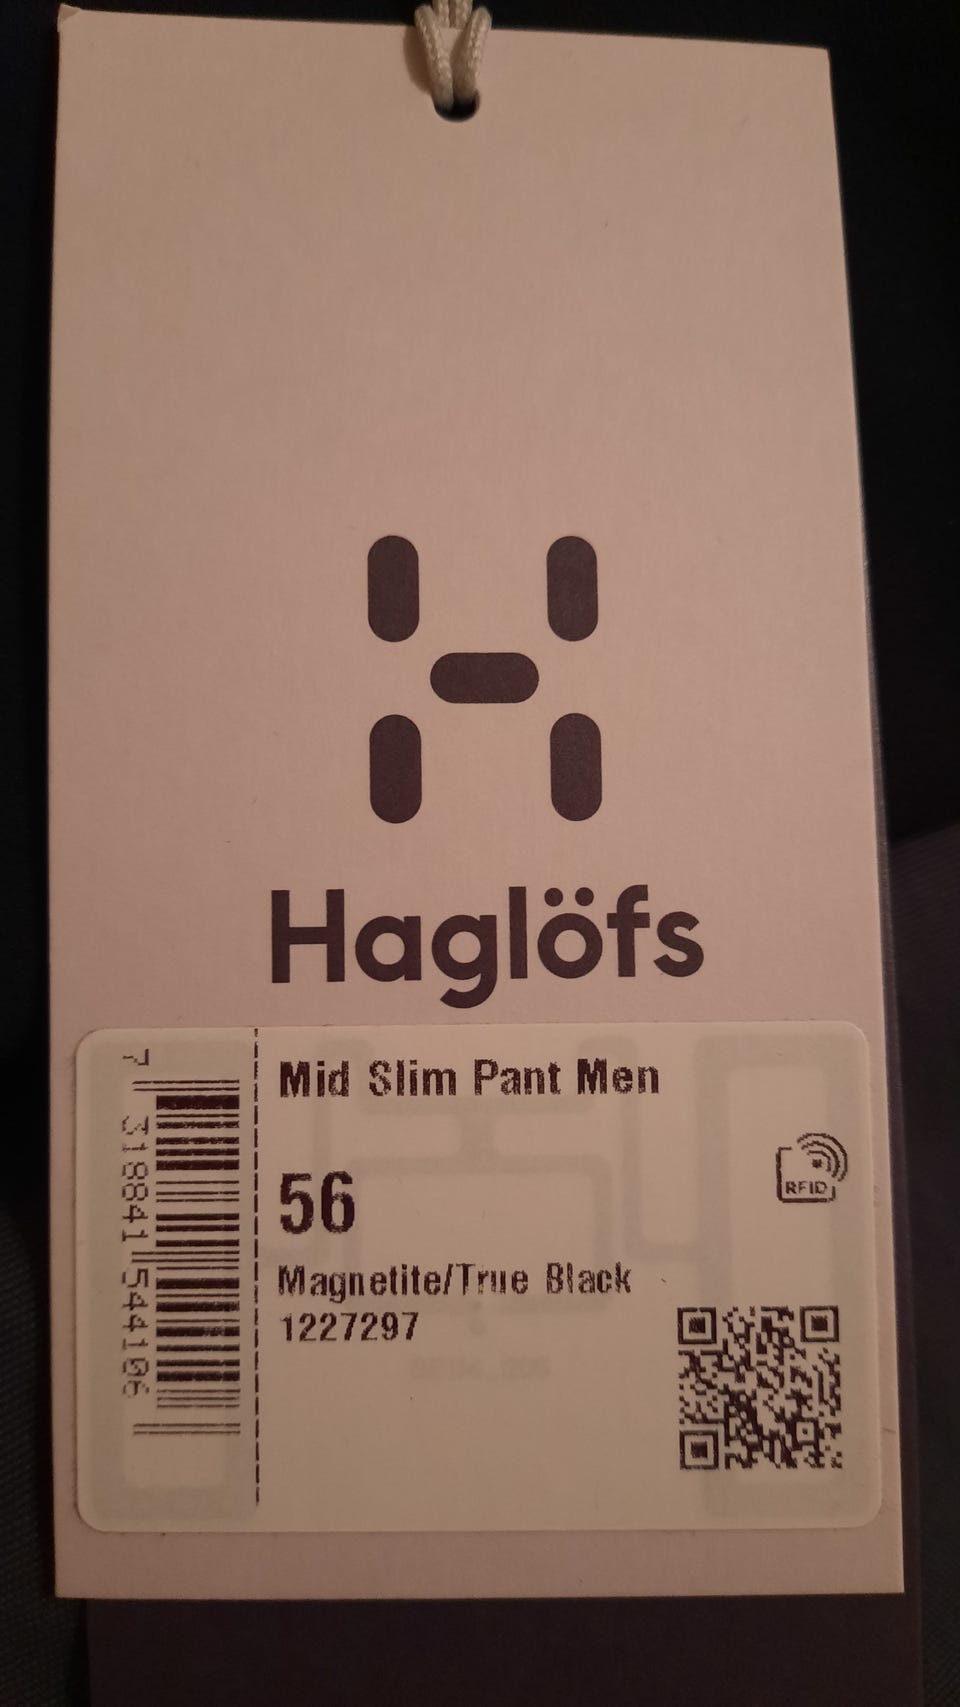 Haglöfs
Mid Slim Pant Men
56
Magnetite/True Black
1227297
RFID
7 318841 544106